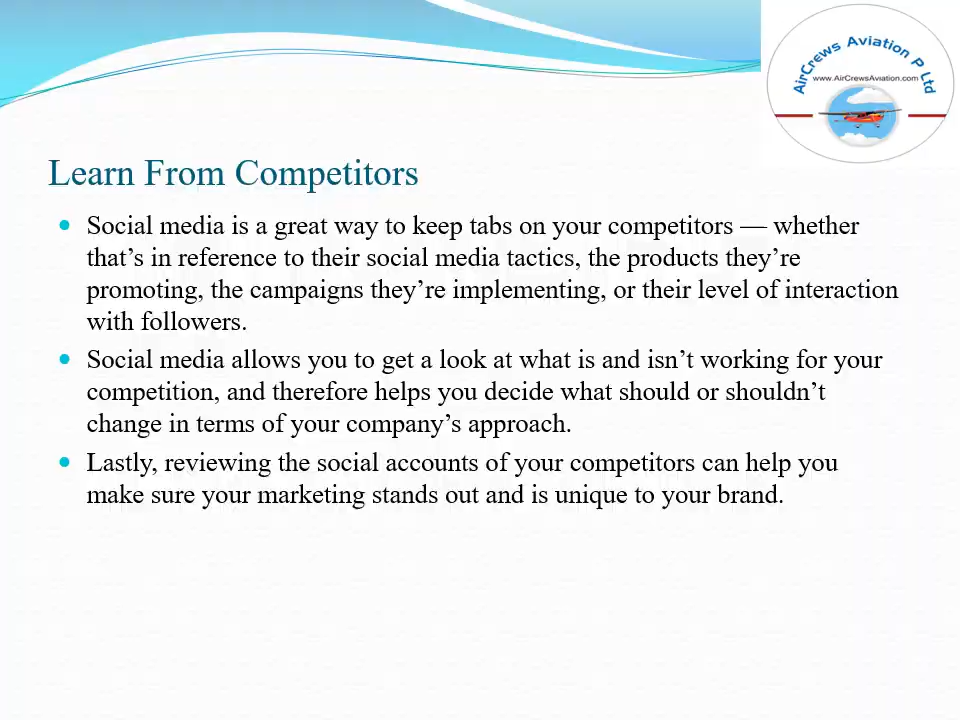 AirCrews Aviation P Ltd
www.AirCrewsAviation.com
Learn From Competitors
• Social media is a great way to keep tabs on your competitors — whether
that’s in reference to their social media tactics, the products they’re
promoting, the campaigns they’re implementing, or their level of interaction
with followers.
• Social media allows you to get a look at what is and isn’t working for your
competition, and therefore helps you decide what should or shouldn’t
change in terms of your company’s approach.
• Lastly, reviewing the social accounts of your competitors can help you
make sure your marketing stands out and is unique to your brand.